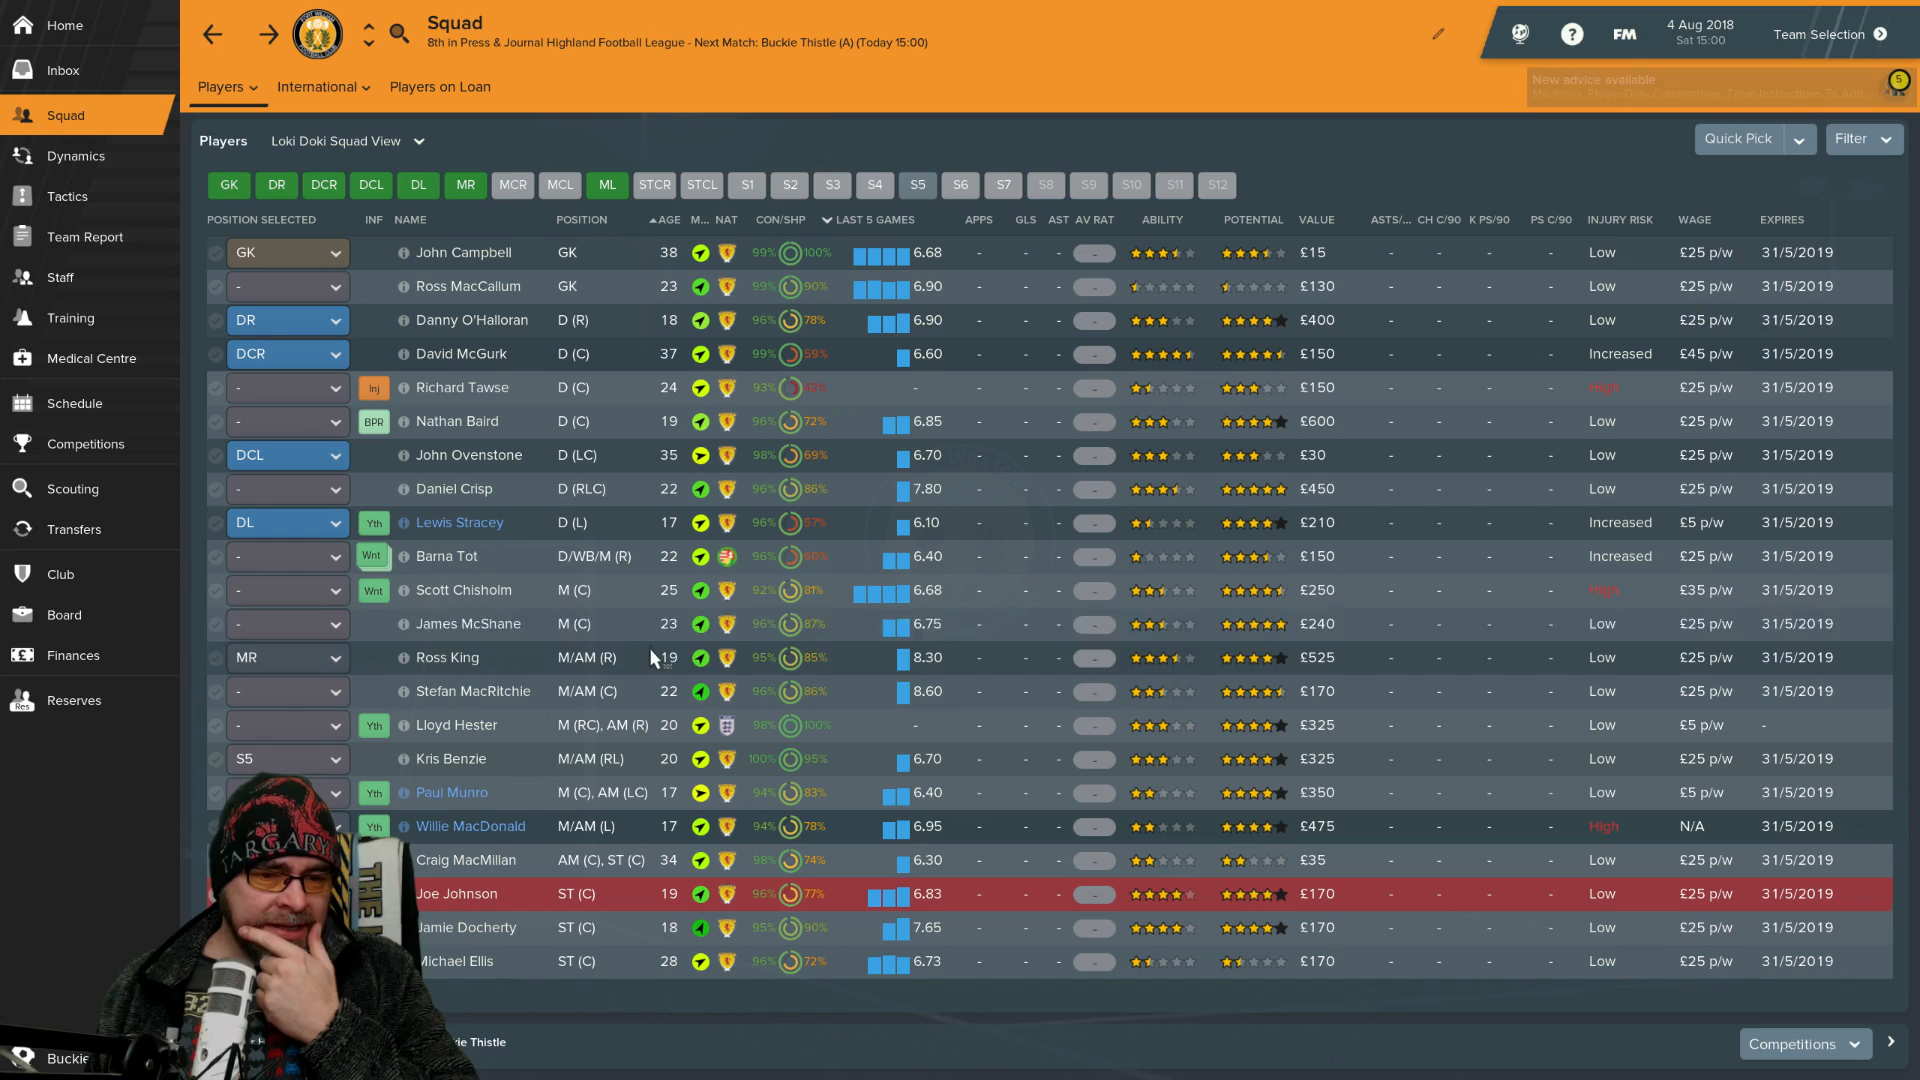 Home
Squad
8th in Press & Journal Highland Football League - Next Match: Buckie Thistle (A) (Today 15:00)
4 Aug 2018
Sat 15:00
Team Selection
FM
?
Inbox
Players
International
Players on Loan
New advice available
5
Squad
Players
Loki Doki Squad View
Quick Pick
Filter
Dynamics
GK DR DCR DCL DL MR MCR MCL ML STCR STCL S1 S2 S3 S4 S5 S6 S7 S8 S9 S10 S11 S12
Tactics
POSITION SELECTED INF NAME POSITION AGE M... NAT CON/SHP LAST 5 GAMES APPS GLS AST AV RAT ABILITY POTENTIAL VALUE ASTS/... CH C/90 K PS/90 PS C/90 INJURY RISK WAGE EXPIRES
Team Report
GK John Campbell GK 38 99% 100% 6.68 - - - - £15 - - - - Low £25 p/w 31/5/2019
Staff
- Ross MacCallum GK 23 99% 90% 6.90 - - - - £130 - - - - Low £25 p/w 31/5/2019
Training
DR Danny O'Halloran D (R) 18 96% 78% 6.90 - - - - £400 - - - - Low £25 p/w 31/5/2019
Medical Centre
DCR David McGurk D (C) 37 99% 59% 6.60 - - - - £150 - - - - Increased £45 p/w 31/5/2019
- Inj Richard Tawse D (C) 24 93% 42% - - - - - £150 - - - - High £25 p/w 31/5/2019
Schedule
- BPR Nathan Baird D (C) 19 96% 72% 6.85 - - - - £600 - - - - Low £25 p/w 31/5/2019
Competitions
DCL John Ovenstone D (LC) 35 98% 69% 6.70 - - - - £30 - - - - Low £25 p/w 31/5/2019
Scouting
- Daniel Crisp D (RLC) 22 96% 86% 7.80 - - - - £450 - - - - Low £25 p/w 31/5/2019
Transfers
DL Yth Lewis Stracey D (L) 17 96% 57% 6.10 - - - - £210 - - - - Increased £5 p/w 31/5/2019
- Wnt Barna Tot D/WB/M (R) 22 96% 60% 6.40 - - - - £150 - - - - Increased £25 p/w 31/5/2019
Club
- Wnt Scott Chisholm M (C) 25 92% 81% 6.68 - - - - £250 - - - - High £35 p/w 31/5/2019
Board
- James McShane M (C) 23 96% 87% 6.75 - - - - £240 - - - - Low £25 p/w 31/5/2019
Finances
MR Ross King M/AM (R) 19 95% 85% 8.30 - - - - £525 - - - - Low £25 p/w 31/5/2019
Reserves
Res
- Stefan MacRitchie M/AM (C) 22 96% 86% 8.60 - - - - £170 - - - - Low £25 p/w 31/5/2019
- Yth Lloyd Hester M (RC), AM (R) 20 98% 100% - - - - - £325 - - - - Low £5 p/w -
S5 Kris Benzie M/AM (RL) 20 100% 95% 6.70 - - - - £325 - - - - Low £25 p/w 31/5/2019
Yth Paul Munro M (C), AM (LC) 17 94% 83% 6.40 - - - - £350 - - - - Low £5 p/w 31/5/2019
Yth Willie MacDonald M/AM (L) 17 94% 78% 6.95 - - - - £475 - - - - High N/A 31/5/2019
Craig MacMillan AM (C), ST (C) 34 98% 74% 6.30 - - - - £35 - - - - Low £25 p/w 31/5/2019
Joe Johnson ST (C) 19 96% 77% 6.83 - - - - £170 - - - - Low £25 p/w 31/5/2019
Jamie Docherty ST (C) 18 95% 90% 7.65 - - - - £170 - - - - Low £25 p/w 31/5/2019
Michael Ellis ST (C) 28 96% 72% 6.73 - - - - £170 - - - - Low £25 p/w 31/5/2019
THE
Buckie
kie Thistle
Competitions